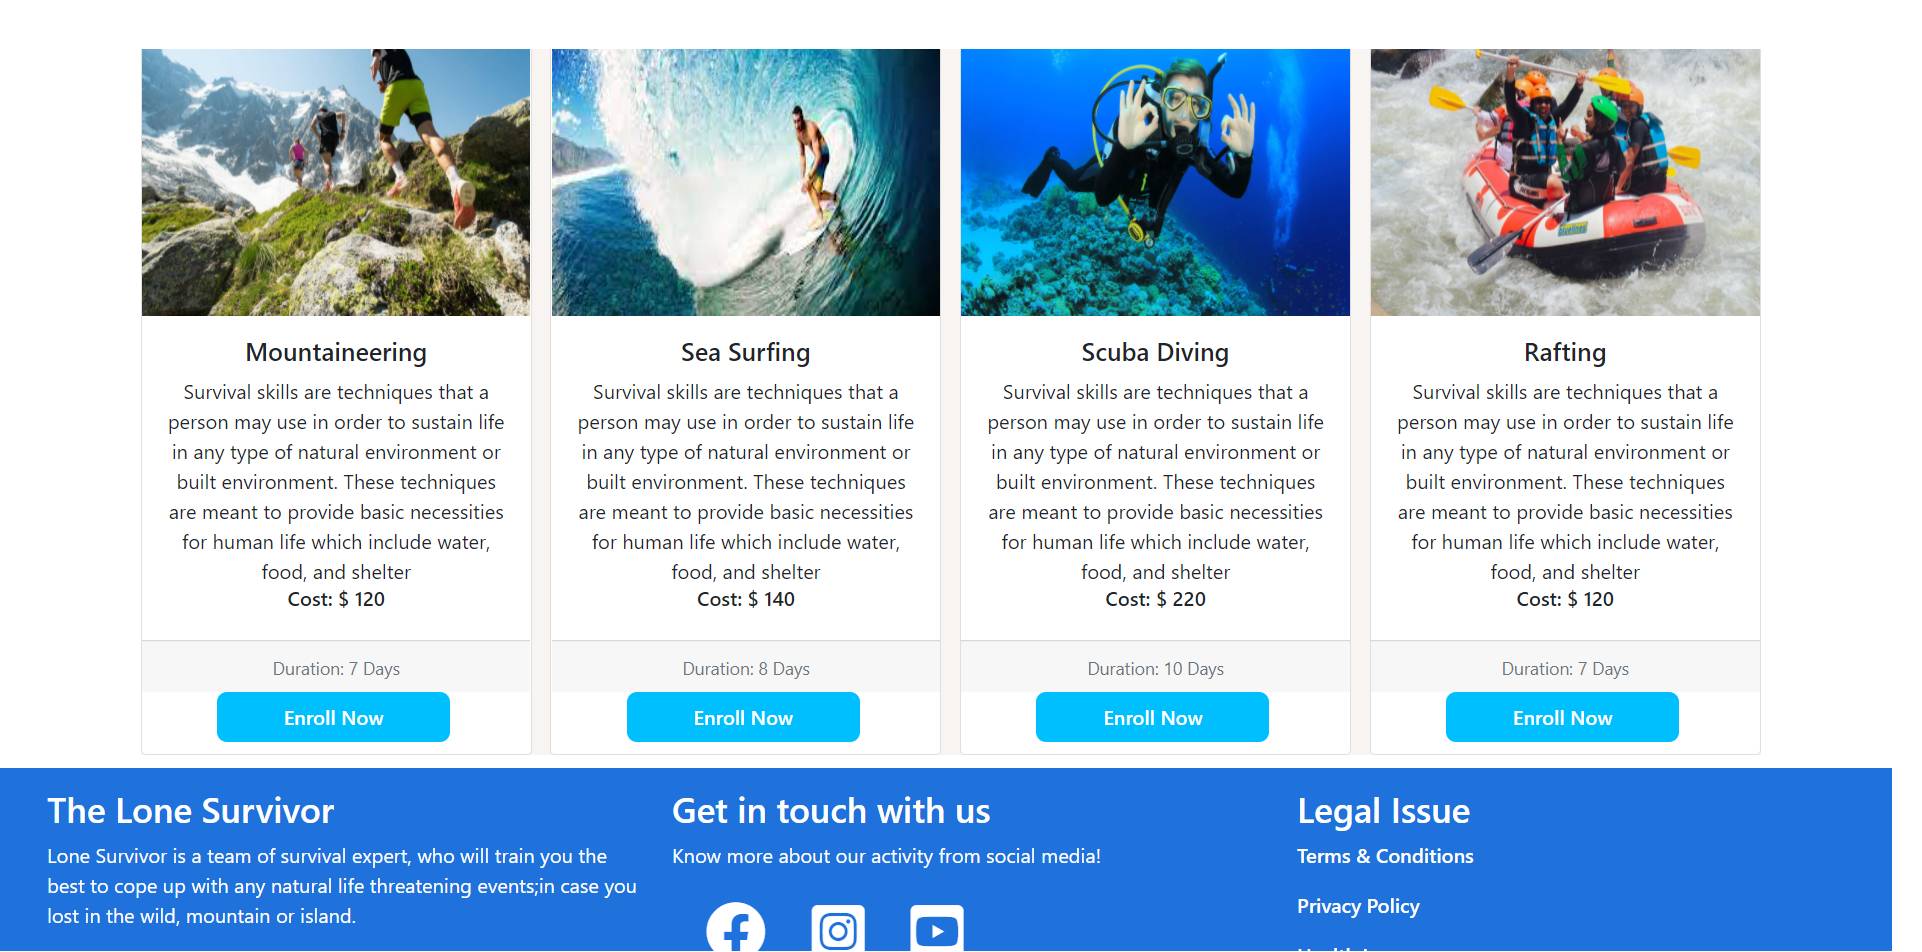 Mountaineering
Survival skills are techniques that a
person may use in order to sustain life
in any type of natural environment or
built environment. These techniques
are meant to provide basic necessities
for human life which include water,
food, and shelter
Cost: $ 120
Duration: 7 Days
Enroll Now
Sea Surfing
Survival skills are techniques that a
person may use in order to sustain life
in any type of natural environment or
built environment. These techniques
are meant to provide basic necessities
for human life which include water,
food, and shelter
Cost: $ 140
Duration: 8 Days
Enroll Now
Scuba Diving
Survival skills are techniques that a
person may use in order to sustain life
in any type of natural environment or
built environment. These techniques
are meant to provide basic necessities
for human life which include water,
food, and shelter
Cost: $ 220
Duration: 10 Days
Enroll Now
Rafting
Survival skills are techniques that a
person may use in order to sustain life
in any type of natural environment or
built environment. These techniques
are meant to provide basic necessities
for human life which include water,
food, and shelter
Cost: $ 120
Duration: 7 Days
Enroll Now
The Lone Survivor
Lone Survivor is a team of survival expert, who will train you the
best to cope up with any natural life threatening events;in case you
lost in the wild, mountain or island.
Get in touch with us
Know more about our activity from social media!
Legal Issue
Terms & Conditions
Privacy Policy